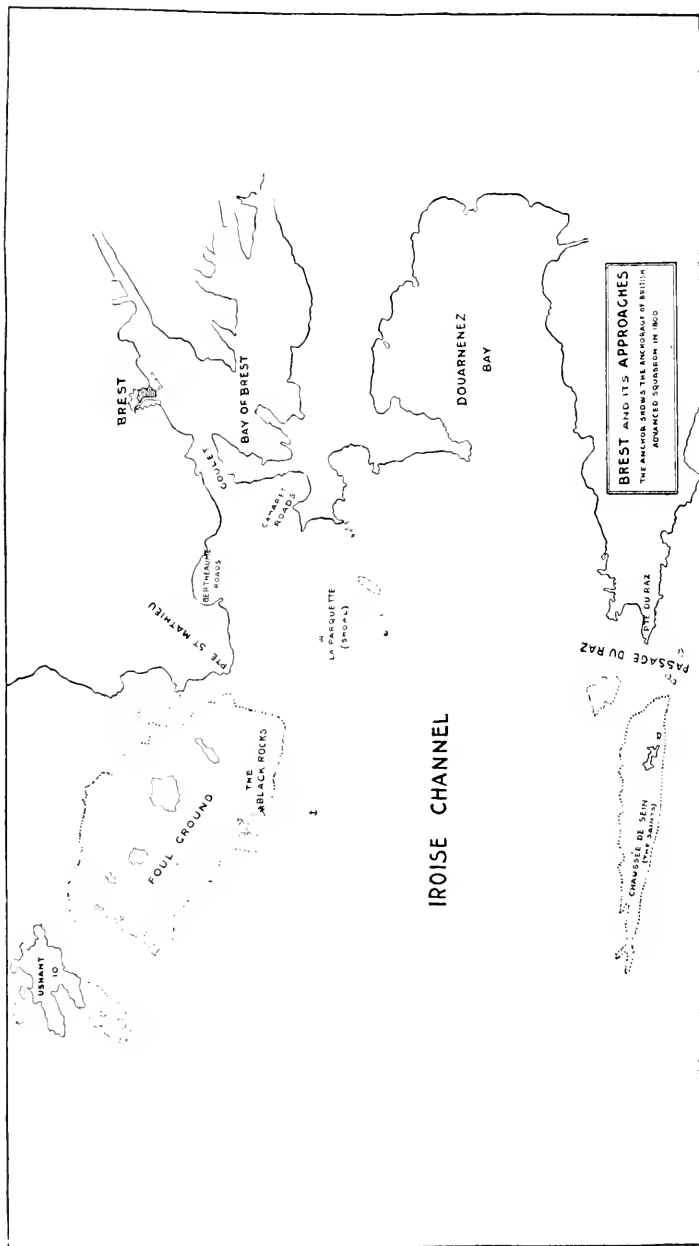 BREST
BAY OF BREST
GOULET
CAMARET
ROADS
BERTHEAUME
ROADS
PTE ST MATHIEU
USHANT
IO
FOUL GROUND
THE
BLACK ROCKS
LA PARQUETTE
(SHOAL)
IROISE CHANNEL
DOUARNENEZ
BAY
PASSAGE DU RAZ
PTE DU RAZ
CHAUSSÉE DE SEIN
(THE SAINTS)
BREST AND ITS APPROACHES
THE ANCHOR SHOWS THE ANCHORAGE OF BRITISH
ADVANCED SQUADRON IN 1800